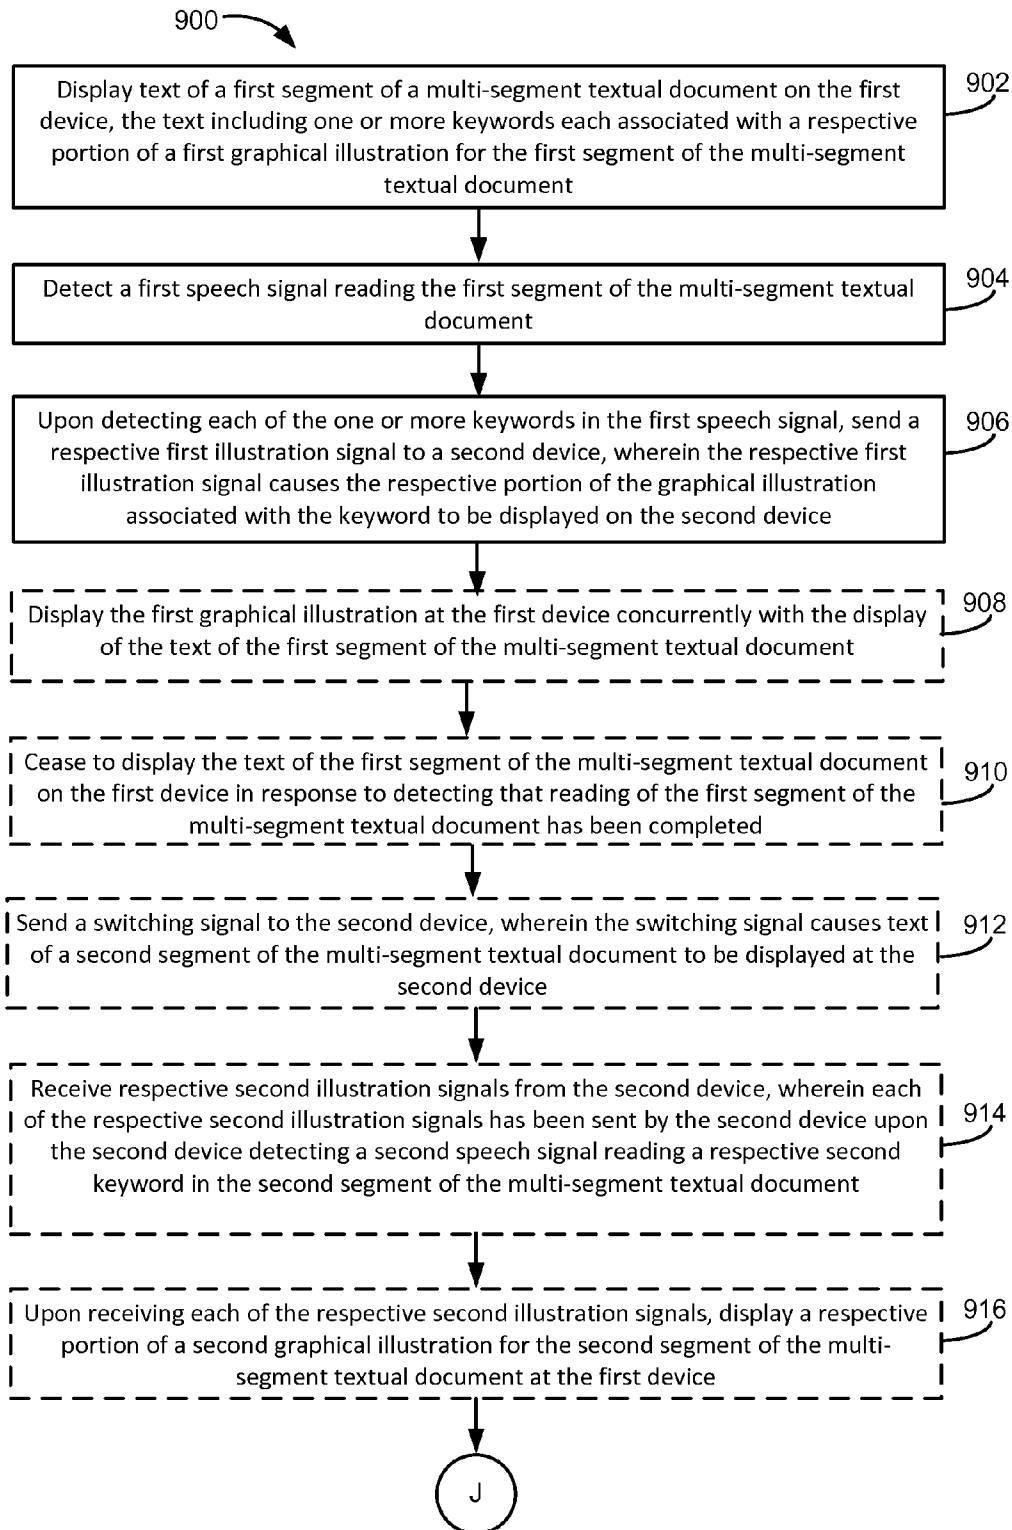 900
Display text of a first segment of a multi-segment textual document on the first
device, the text including one or more keywords each associated with a respective
portion of a first graphical illustration for the first segment of the multi-segment
textual document
902
Detect a first speech signal reading the first segment of the multi-segment textual
document
904
Upon detecting each of the one or more keywords in the first speech signal, send a
respective first illustration signal to a second device, wherein the respective first
illustration signal causes the respective portion of the graphical illustration
associated with the keyword to be displayed on the second device
906
Display the first graphical illustration at the first device concurrently with the display
of the text of the first segment of the multi-segment textual document
908
Cease to display the text of the first segment of the multi-segment textual document
on the first device in response to detecting that reading of the first segment of the
multi-segment textual document has been completed
910
Send a switching signal to the second device, wherein the switching signal causes text
of a second segment of the multi-segment textual document to be displayed at the
second device
912
Receive respective second illustration signals from the second device, wherein each
of the respective second illustration signals has been sent by the second device upon
the second device detecting a second speech signal reading a respective second
keyword in the second segment of the multi-segment textual document
914
Upon receiving each of the respective second illustration signals, display a respective
portion of a second graphical illustration for the second segment of the multi-
segment textual document at the first device
916
J